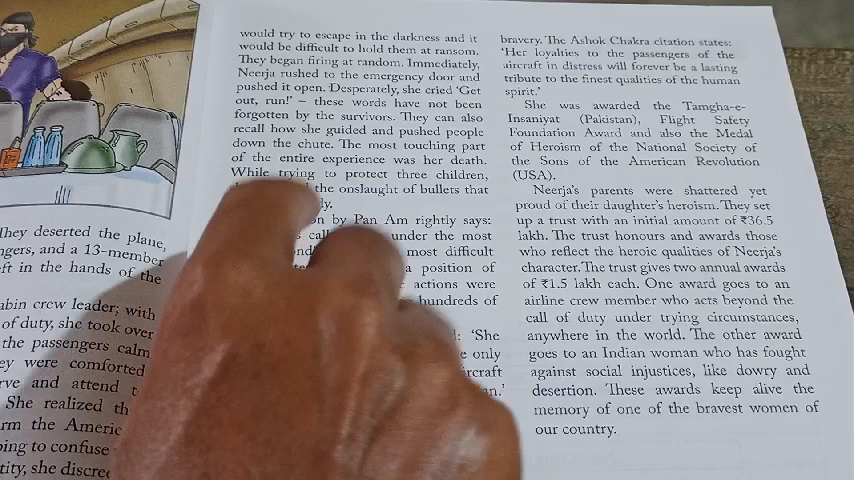 They deserted the plane,
ngers, and a 13-member
eft in the hands of the
abin crew leader; with
of duty, she took over
the passengers calm
ey were comforted
rve and attend t
She realized th
rm the Americ
ping to confuse
tity, she discree
would try to escape in the darkness and it
would be difficult to hold them at ransom.
They began firing at random. Immediately,
Neerja rushed to the emergency door and
pushed it open. Desperately, she cried 'Get
out, run!' – these words have not been
forgotten by the survivors. They can also
recall how she guided and pushed people
down the chute. The most touching part
of the entire experience was her death.
While trying to protect three children,
the onslaught of bullets that
on by Pan Am rightly says:
under the most
most difficult
a position of
actions were
hundreds of
'She
e only
ircraft
an.'
bravery. The Ashok Chakra citation states:
'Her loyalties to the passengers of the
aircraft in distress will forever be a lasting
tribute to the finest qualities of the human
spirit.'
She was awarded the Tamgha-e-
Insaniyat (Pakistan), Flight Safety
Foundation Award and also the Medal
of Heroism of the National Society of
the Sons of the American Revolution
(USA).
Neerja's parents were shattered yet
proud of their daughter's heroism. They set
up a trust with an initial amount of ₹36.5
lakh. The trust honours and awards those
who reflect the heroic qualities of Neerja's
character. The trust gives two annual awards
of ₹1.5 lakh each. One award goes to an
airline crew member who acts beyond the
call of duty under trying circumstances,
anywhere in the world. The other award
goes to an Indian woman who has fought
against social injustices, like dowry and
desertion. These awards keep alive the
memory of one of the bravest women of
our country.